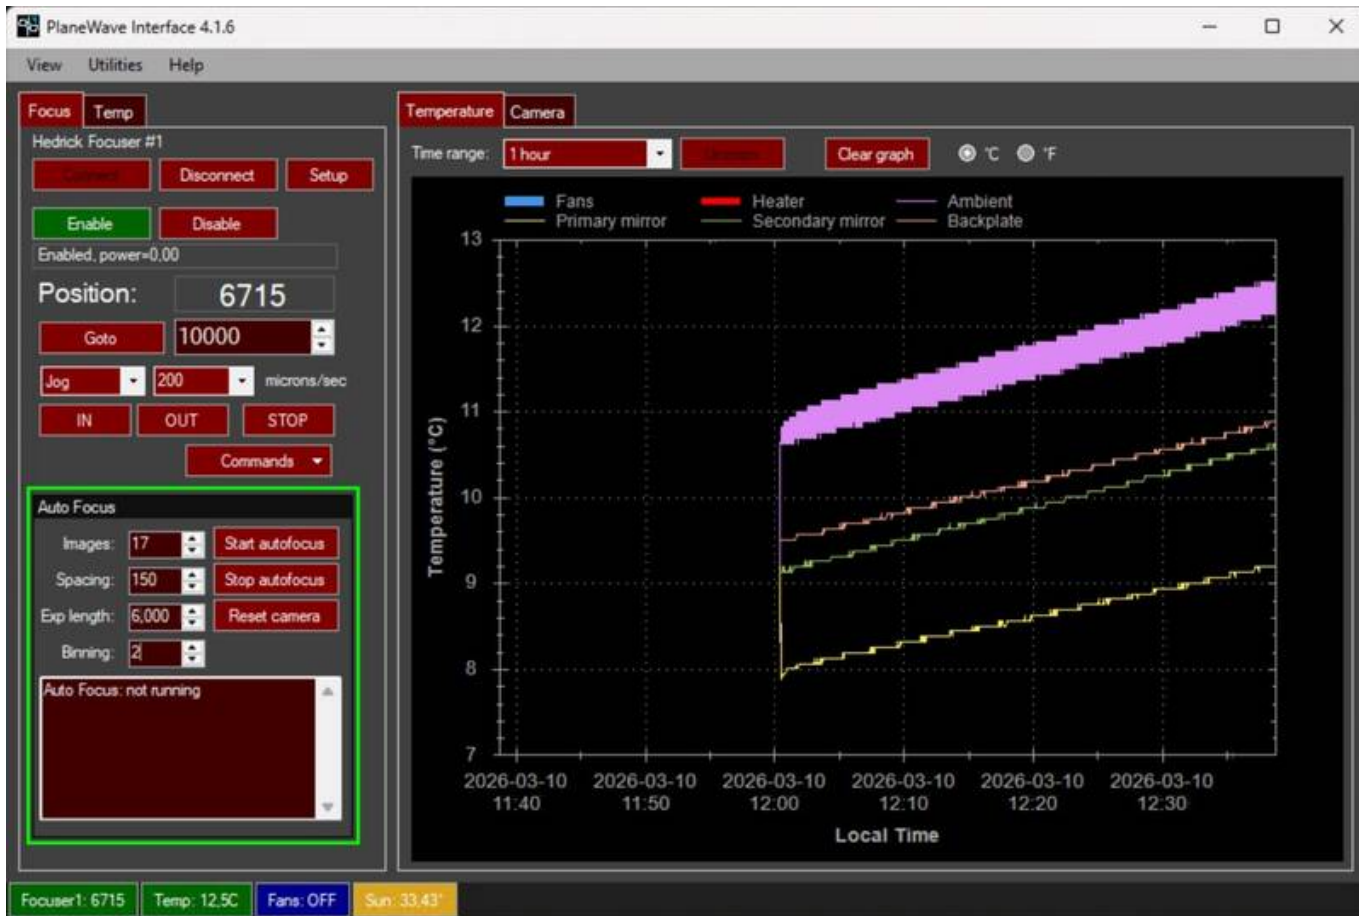 PlaneWave Interface 4.1.6
View Utilities Help
Focus Temp
Hedrick Focuser #1
Connect Disconnect Setup
Enable Disable
Enabled, power=0.00
Position: 6715
Goto 10000
Jog 200 microns/sec
IN OUT STOP
Commands
Auto Focus
Images: 17 Start autofocus
Spacing: 150 Stop autofocus
Exp length: 6,000 Reset camera
Binning: 2
Auto Focus: not running
Temperature Camera
Time range: 1 hour Clear graph °C °F
Fans Heater Ambient
Primary mirror Secondary mirror Backplate
13
12
11
10
9
8
7
Temperature (°C)
2026-03-10 2026-03-10 2026-03-10 2026-03-10 2026-03-10 2026-03-10
11:40 11:50 12:00 12:10 12:20 12:30
Local Time
Focuser1: 6715 Temp: 12,5C Fans: OFF Sun: 33,43°